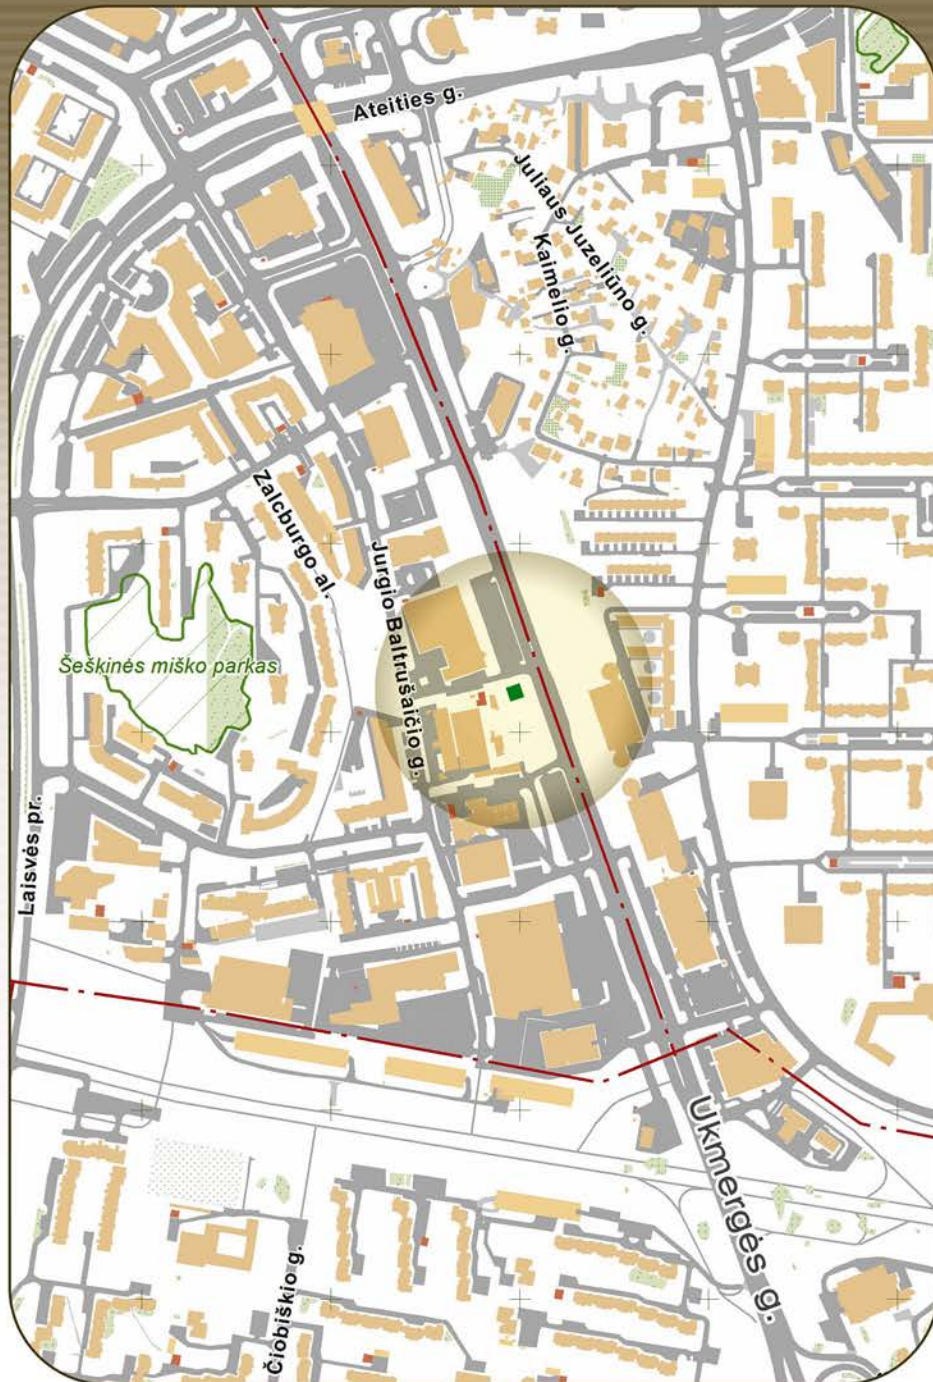 Ateities g.
Juliaus Juzeliūno g.
Kaimelio g.
Zalcburgo al.
Jurgio Baltrušaičio g.
Šeškinės miško parkas
Laisvės pr.
Ukmergės g.
Čiobiškio g.